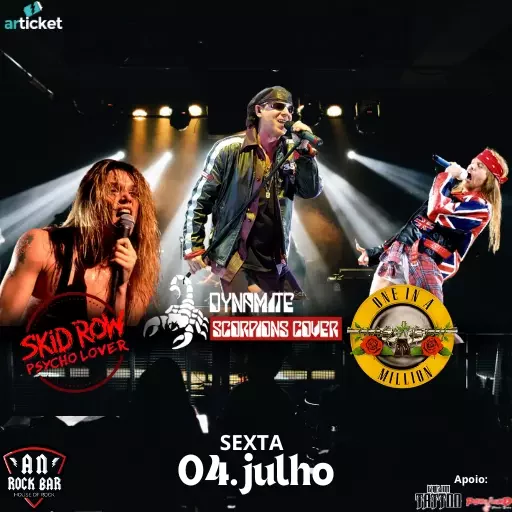 articket
DYNAMITE
SCORPIONS COVER
SKID ROW
PSYCHO LOVER
ONE IN A
MILLION
SEXTA
04.julho
AN
ROCK BAR
HOUSE OF ROCK
Apoio:
TATTOO